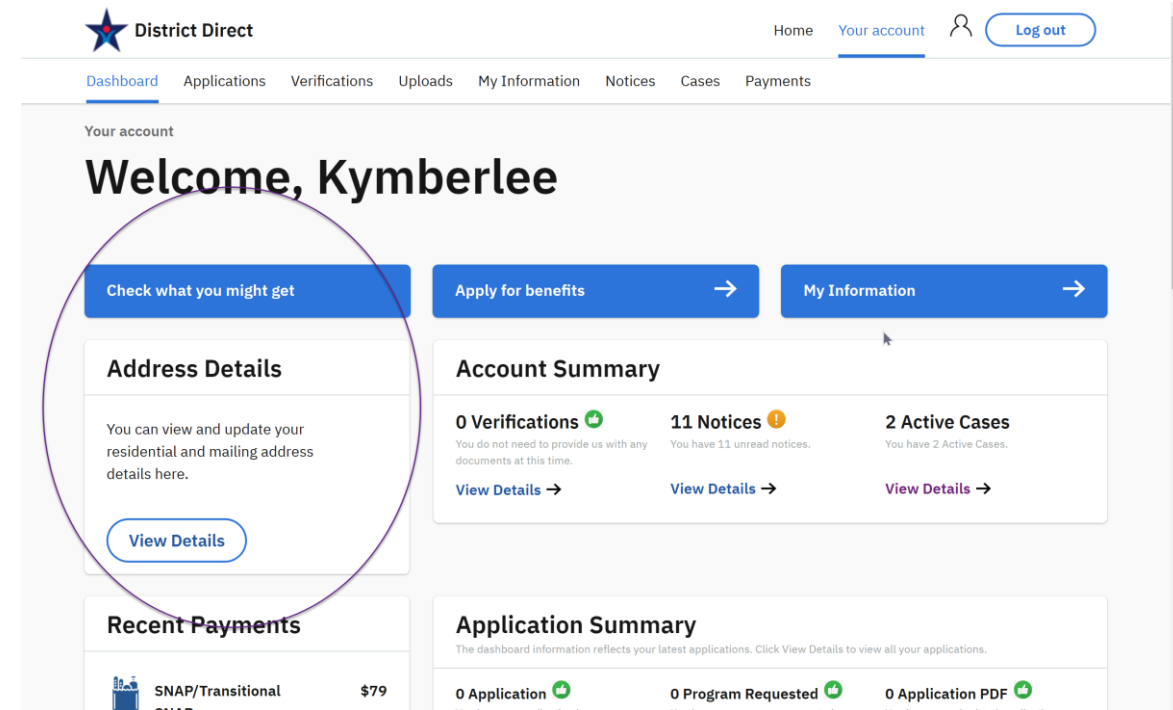 District Direct
Home Your account Log out
Dashboard Applications Verifications Uploads My Information Notices Cases Payments
Your account
Welcome, Kymberlee
Check what you might get
Apply for benefits
My Information
Address Details
You can view and update your
residential and mailing address
details here.
View Details
Account Summary
0 Verifications
You do not need to provide us with any
documents at this time.
View Details
11 Notices
You have 11 unread notices.
View Details
2 Active Cases
You have 2 Active Cases.
View Details
Recent Payments
SNAP/Transitional $79
Application Summary
The dashboard information reflects your latest applications. Click View Details to view all your applications.
0 Application
0 Program Requested
0 Application PDF